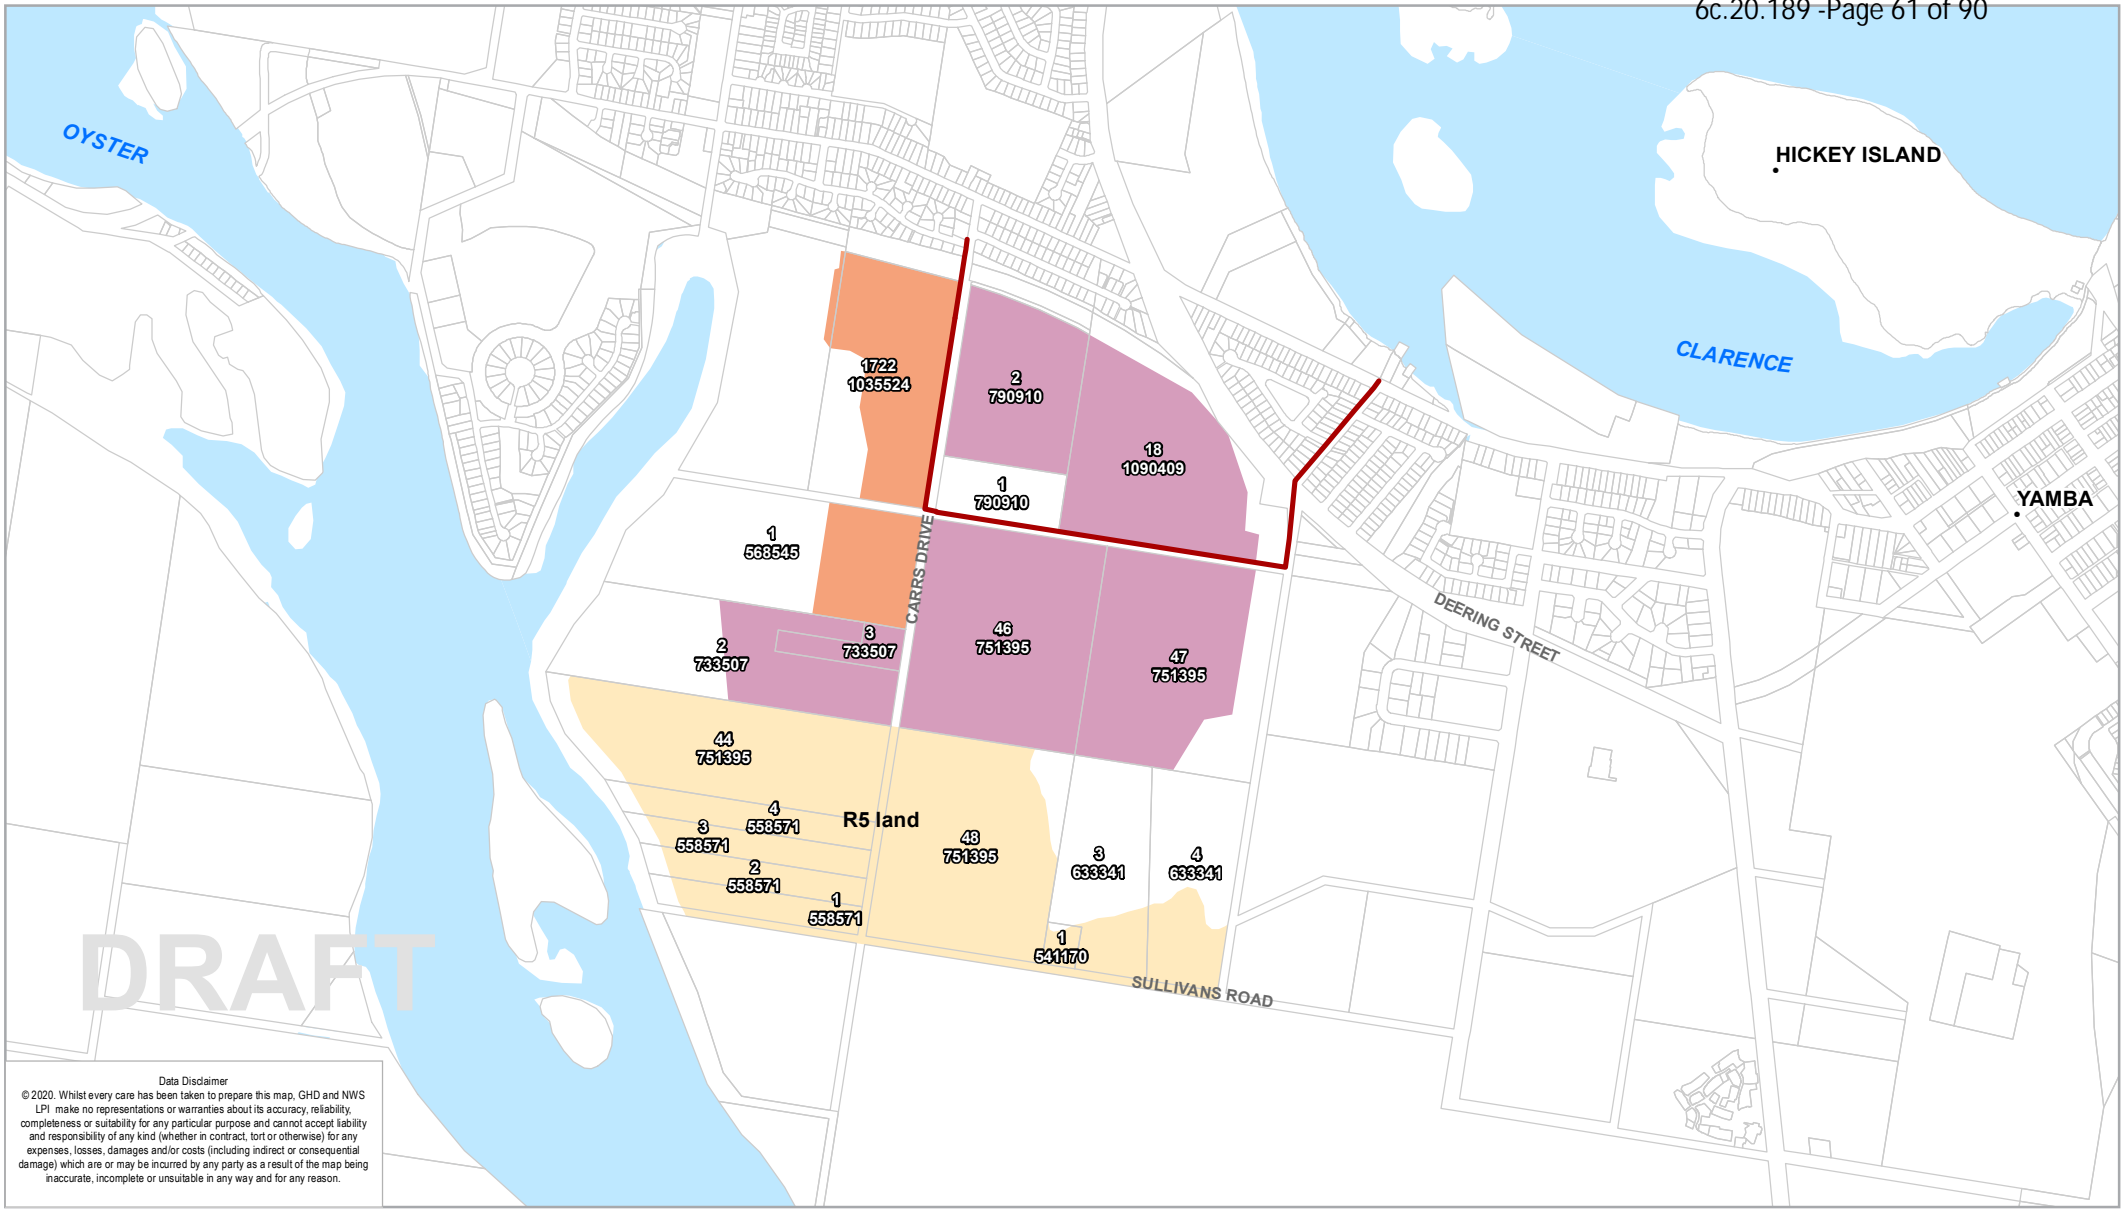 6c.20.189 -Page 61 of 90
OYSTER
HICKEY ISLAND
CLARENCE
YAMBA
1722
1035524
2
790910
18
1090409
1
790910
1
568545
CARRS DRIVE
DEERING STREET
2
733507
3
733507
46
751395
47
751395
44
751395
4
558571
3
558571
R5 land
48
751395
2
558571
1
558571
3
633341
4
633341
1
541170
SULLIVANS ROAD
DRAFT
Data Disclaimer
© 2020. Whilst every care has been taken to prepare this map, GHD and NWS
LPI make no representations or warranties about its accuracy, reliability,
completeness or suitability for any particular purpose and cannot accept liability
and responsibility of any kind (whether in contract, tort or otherwise) for any
expenses, losses, damages and/or costs (including indirect or consequential
damage) which are or may be incurred by any party as a result of the map being
inaccurate, incomplete or unsuitable in any way and for any reason.